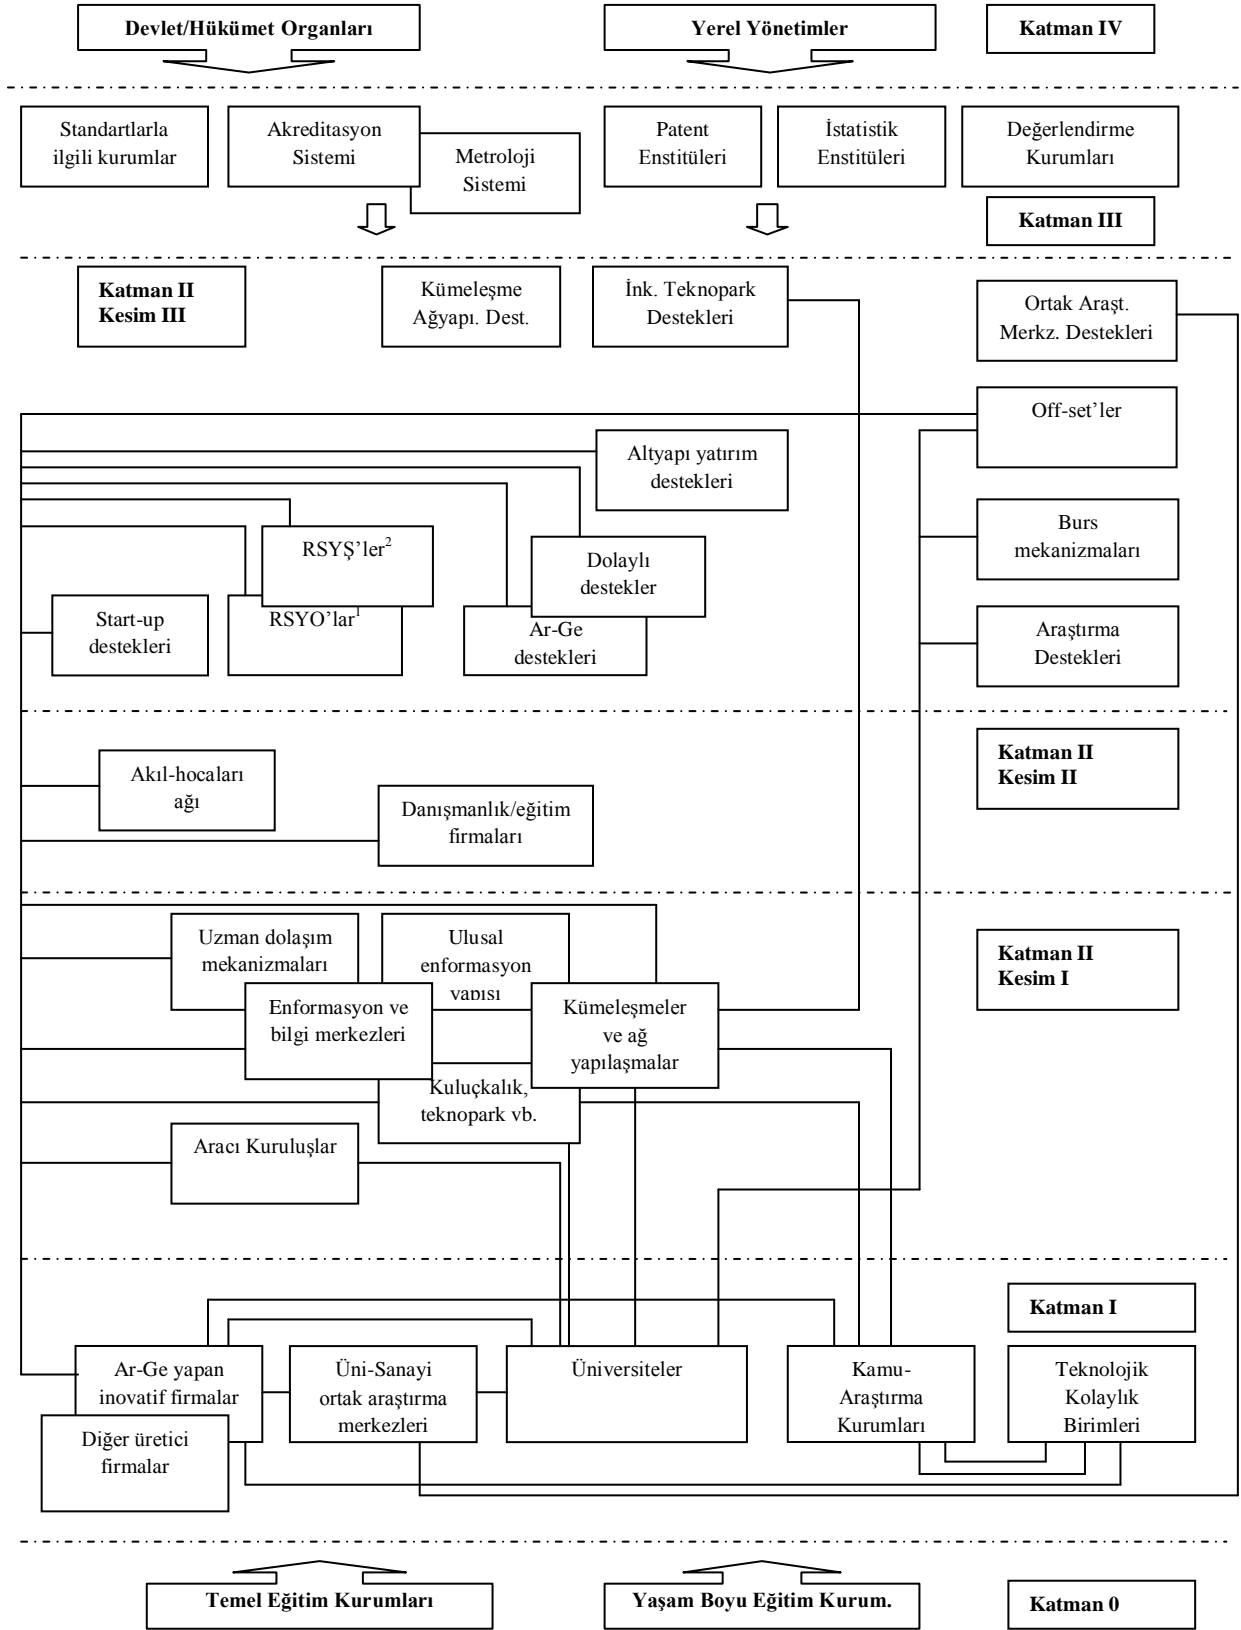 Devlet/Hükümet Organları
Yerel Yönetimler
Katman IV
Standartlarla
ilgili kurumlar
Akreditasyon
Sistemi
Metroloji
Sistemi
Patent
Enstitüleri
İstatistik
Enstitüleri
Değerlendirme
Kurumları
Katman III
Katman II
Kesim III
Kümeleşme
Ağyapı. Dest.
İnk. Teknopark
Destekleri
Ortak Araşt.
Merkz. Destekleri
Off-set’ler
Altyapı yatırım
destekleri
Burs
mekanizmaları
RSYŞ’ler2
Dolaylı
destekler
RSYO’lar1
Start-up
destekleri
Ar-Ge
destekleri
Araştırma
Destekleri
Katman II
Kesim II
Akıl-hocaları
ağı
Danışmanlık/eğitim
firmaları
Uzman dolaşım
mekanizmaları
Ulusal
enformasyon
yapısı
Katman II
Kesim I
Enformasyon ve
bilgi merkezleri
Kümeleşmeler
ve ağ
yapılaşmalar
Kuluçkalık,
teknopark vb.
Aracı Kuruluşlar
Katman I
Ar-Ge yapan
inovatif firmalar
Üni-Sanayi
ortak araştırma
merkezleri
Üniversiteler
Kamu-
Araştırma
Kurumları
Teknolojik
Kolaylık
Birimleri
Diğer üretici
firmalar
Temel Eğitim Kurumları
Yaşam Boyu Eğitim Kurum.
Katman 0